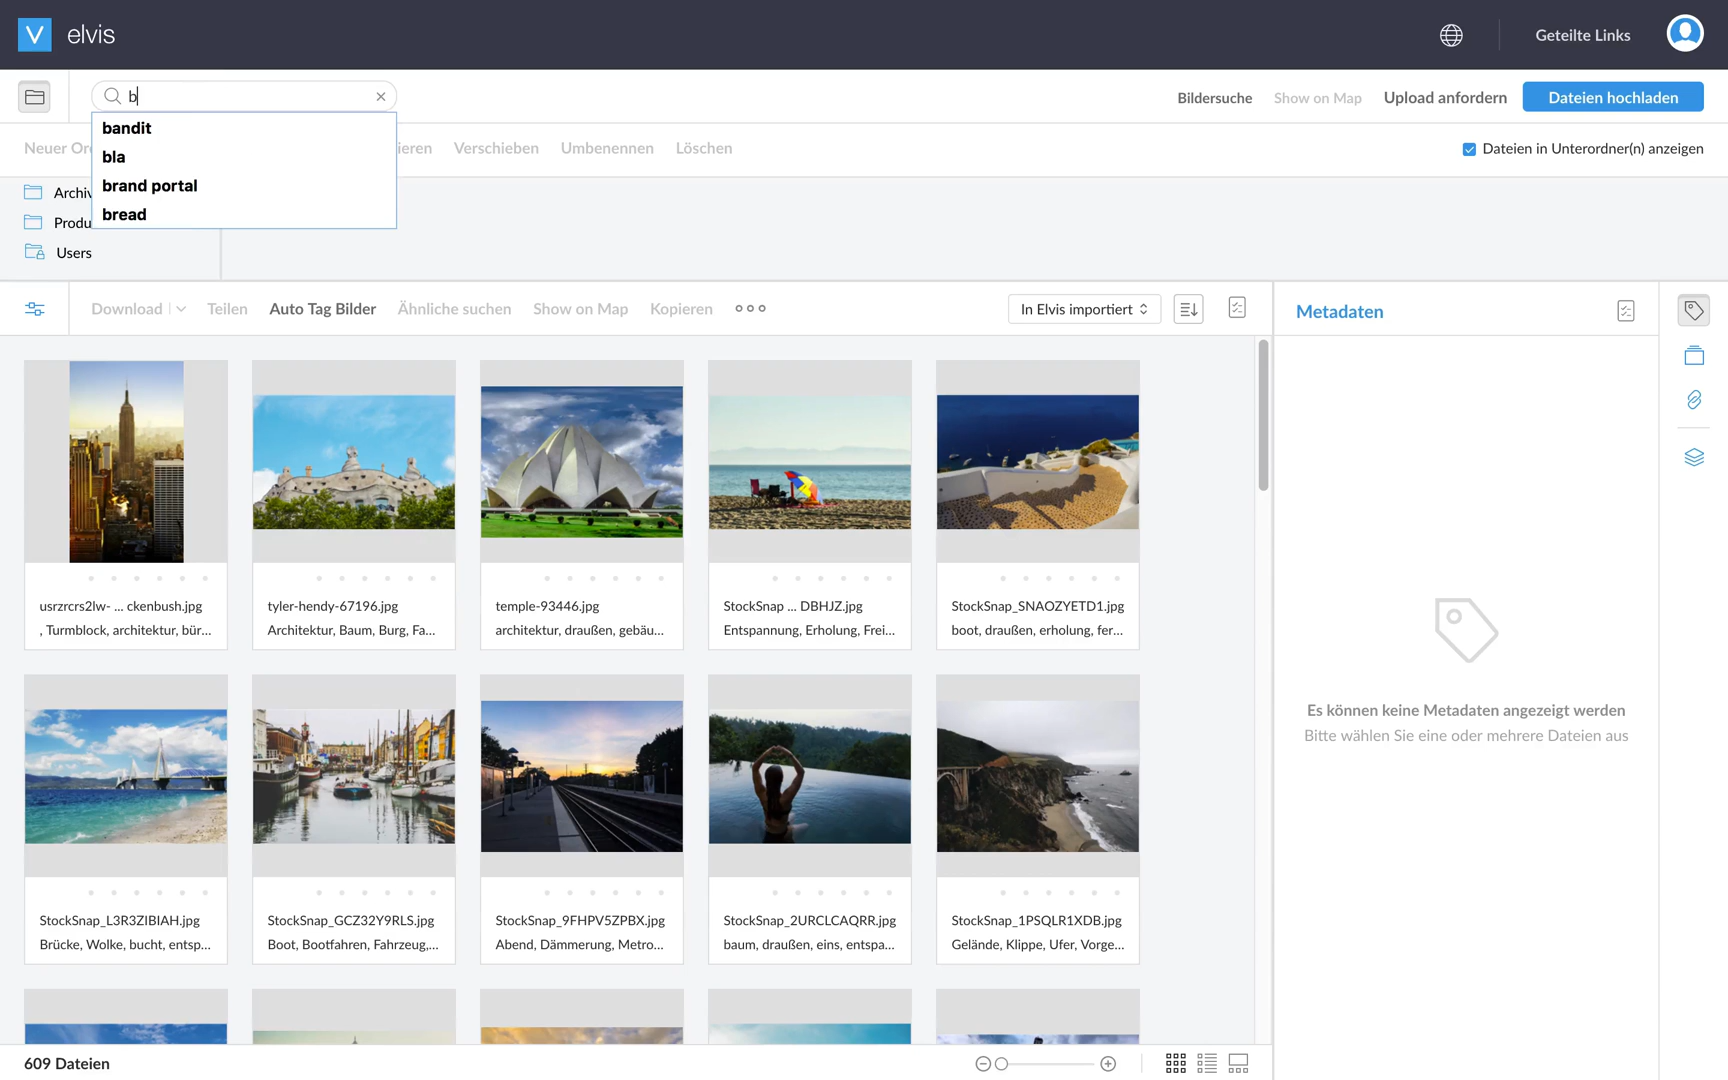 elvis
Geteilte Links
b
Bildersuche
Show on Map
Upload anfordern
Dateien hochladen
bandit
bla
brand portal
bread
Neuer Or
ieren
Verschieben
Umbenennen
Löschen
Dateien in Unterordner(n) anzeigen
Archiv
Produ
Users
Download
Teilen
Auto Tag Bilder
Ähnliche suchen
Show on Map
Kopieren
In Elvis importiert
Metadaten
usrzrcrs2lw- ... ckenbush.jpg
, Turmblock, architektur, bür...
tyler-hendy-67196.jpg
Architektur, Baum, Burg, Fa...
temple-93446.jpg
architektur, draußen, gebäu...
StockSnap ... DBHJZ.jpg
Entspannung, Erholung, Frei...
StockSnap_SNAOZYETD1.jpg
boot, draußen, erholung, fer...
Es können keine Metadaten angezeigt werden
Bitte wählen Sie eine oder mehrere Dateien aus
StockSnap_L3R3ZIBIAH.jpg
Brücke, Wolke, bucht, entsp...
StockSnap_GCZ32Y9RLS.jpg
Boot, Bootfahren, Fahrzeug,...
StockSnap_9FHPV5ZPBX.jpg
Abend, Dämmerung, Metro...
StockSnap_2URCLCAQRR.jpg
baum, draußen, eins, entspa...
StockSnap_1PSQLR1XDB.jpg
Gelände, Klippe, Ufer, Vorge...
609 Dateien